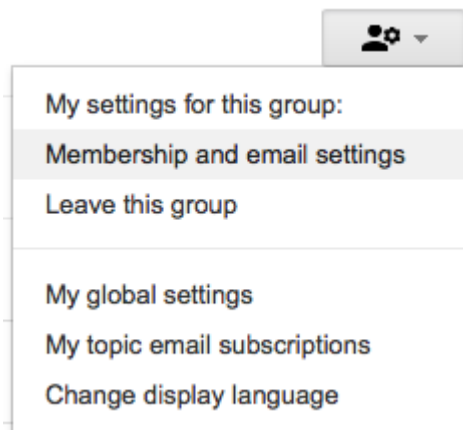 My settings for this group:
Membership and email settings
Leave this group
My global settings
My topic email subscriptions
Change display language